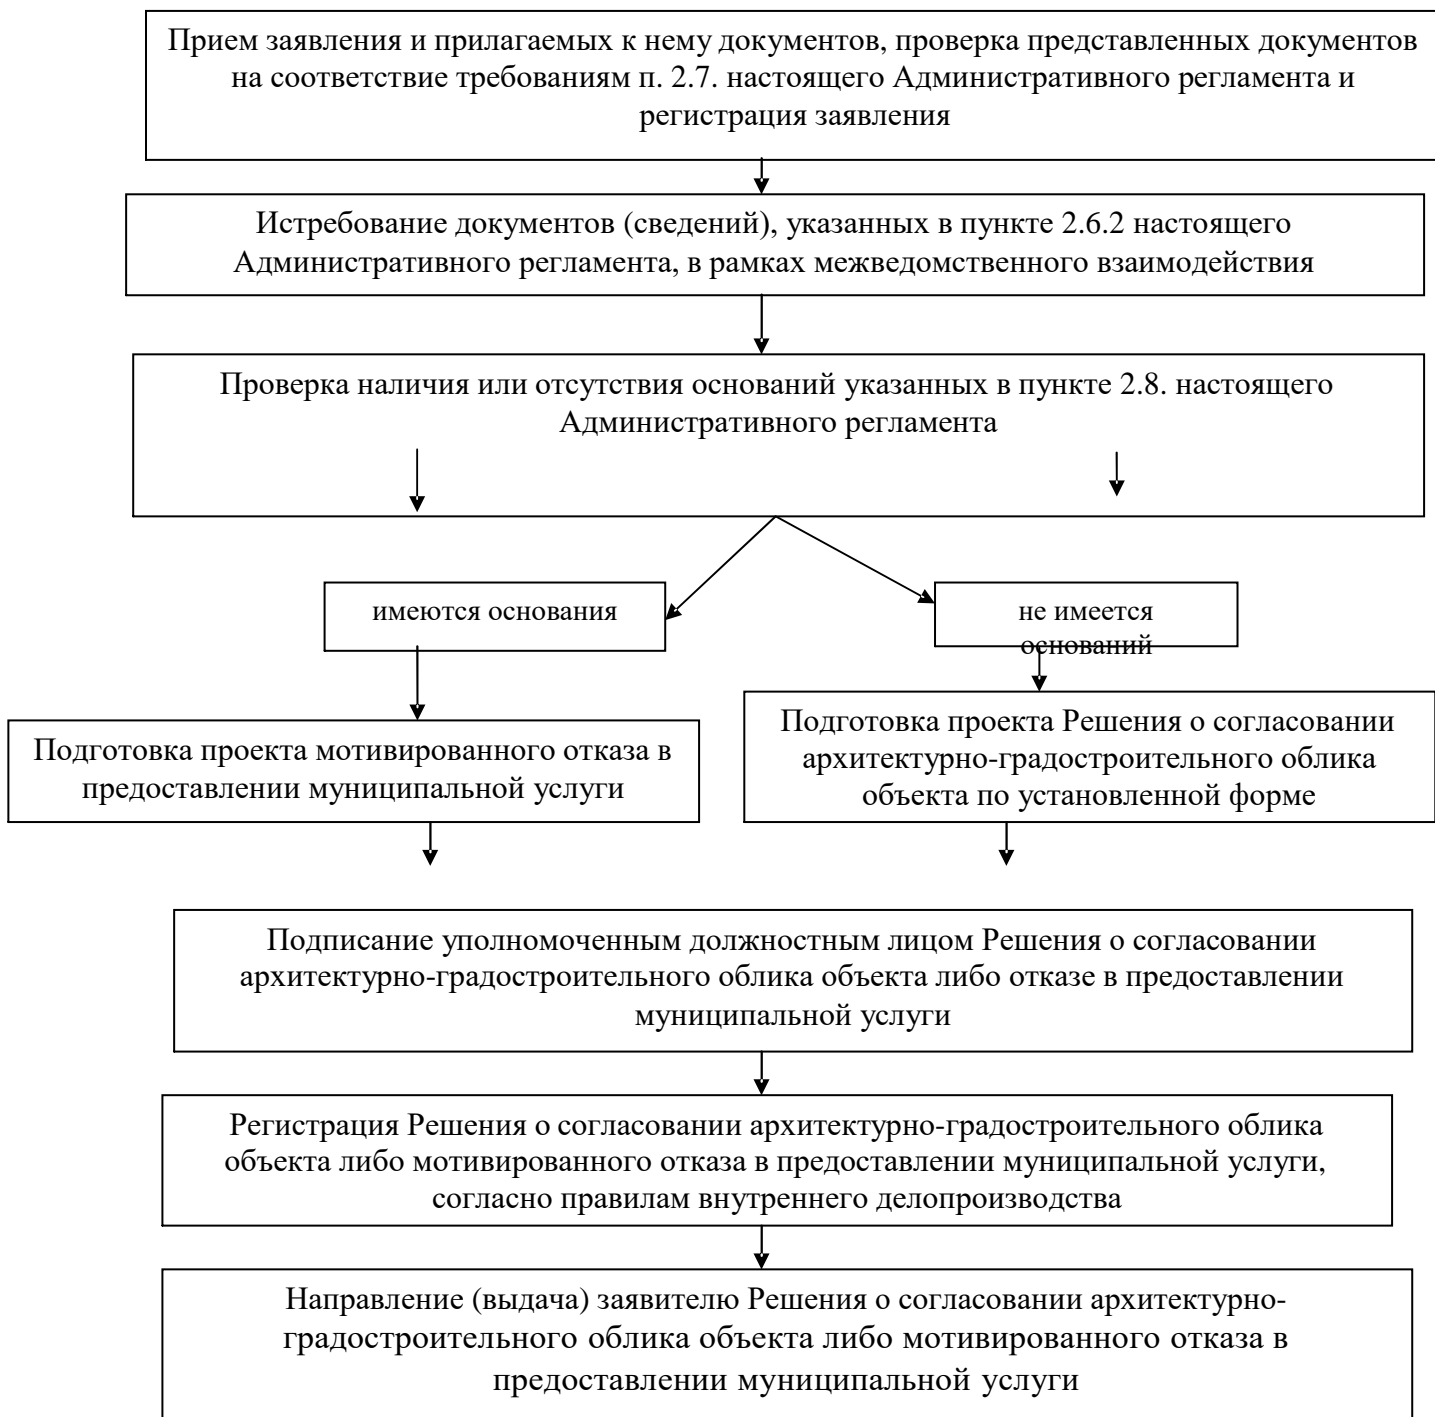 Прием заявления и прилагаемых к нему документов, проверка представленных документов
на соответствие требованиям п. 2.7. настоящего Административного регламента и
регистрация заявления
Истребование документов (сведений), указанных в пункте 2.6.2 настоящего
Административного регламента, в рамках межведомственного взаимодействия
Проверка наличия или отсутствия оснований указанных в пункте 2.8. настоящего
Административного регламента
имеются основания
не имеется
оснований
Подготовка проекта мотивированного отказа в
предоставлении муниципальной услуги
Подготовка проекта Решения о согласовании
архитектурно-градостроительного облика
объекта по установленной форме
Подписание уполномоченным должностным лицом Решения о согласовании
архитектурно-градостроительного облика объекта либо отказе в предоставлении
муниципальной услуги
Регистрация Решения о согласовании архитектурно-градостроительного облика
объекта либо мотивированного отказа в предоставлении муниципальной услуги,
согласно правилам внутреннего делопроизводства
Направление (выдача) заявителю Решения о согласовании архитектурно-
градостроительного облика объекта либо мотивированного отказа в
предоставлении муниципальной услуги